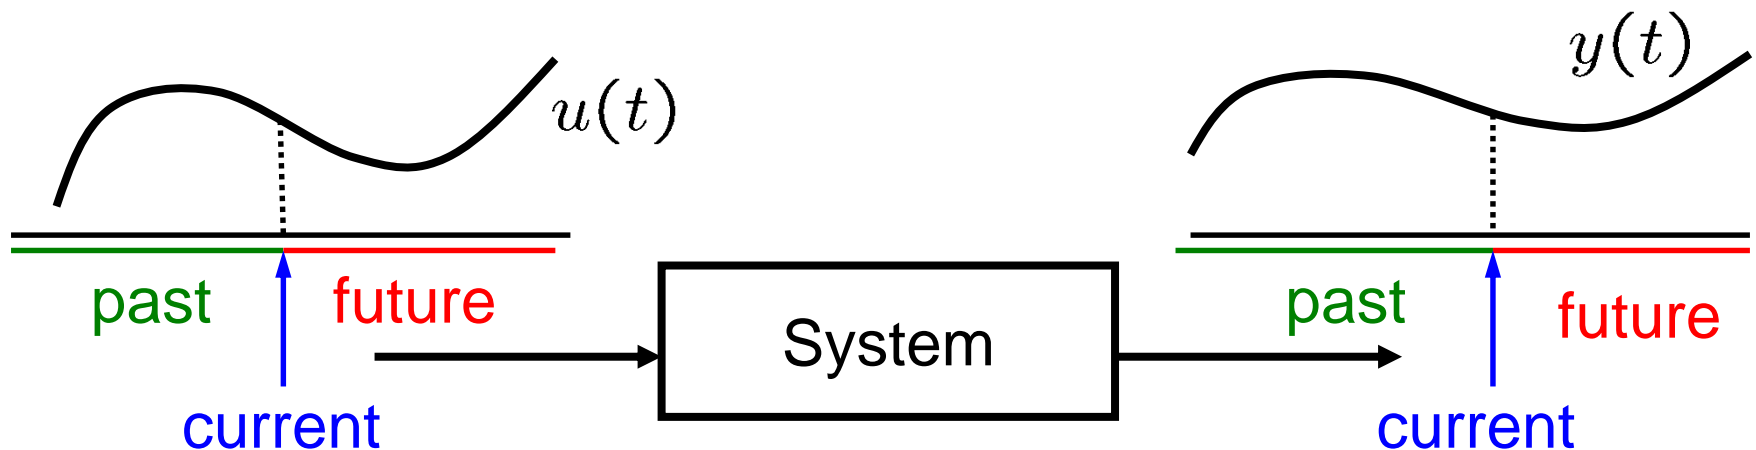 u(t)
past
future
current
System
y(t)
past
future
current